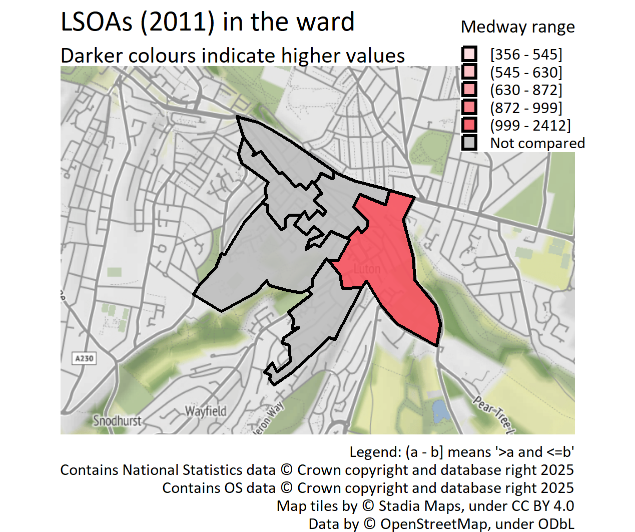 LSOAs (2011) in the ward
Darker colours indicate higher values
Medway range
[356 - 545]
(545 - 630]
(630 - 872]
(872 - 999]
(999 - 2412]
Not compared
Luton
A230
Wayfield
Snodhurst
Legend: (a - b] means '>a and <=b'
Contains National Statistics data © Crown copyright and database right 2025
Contains OS data © Crown copyright and database right 2025
Map tiles by © Stadia Maps, under CC BY 4.0
Data by © OpenStreetMap, under ODbL